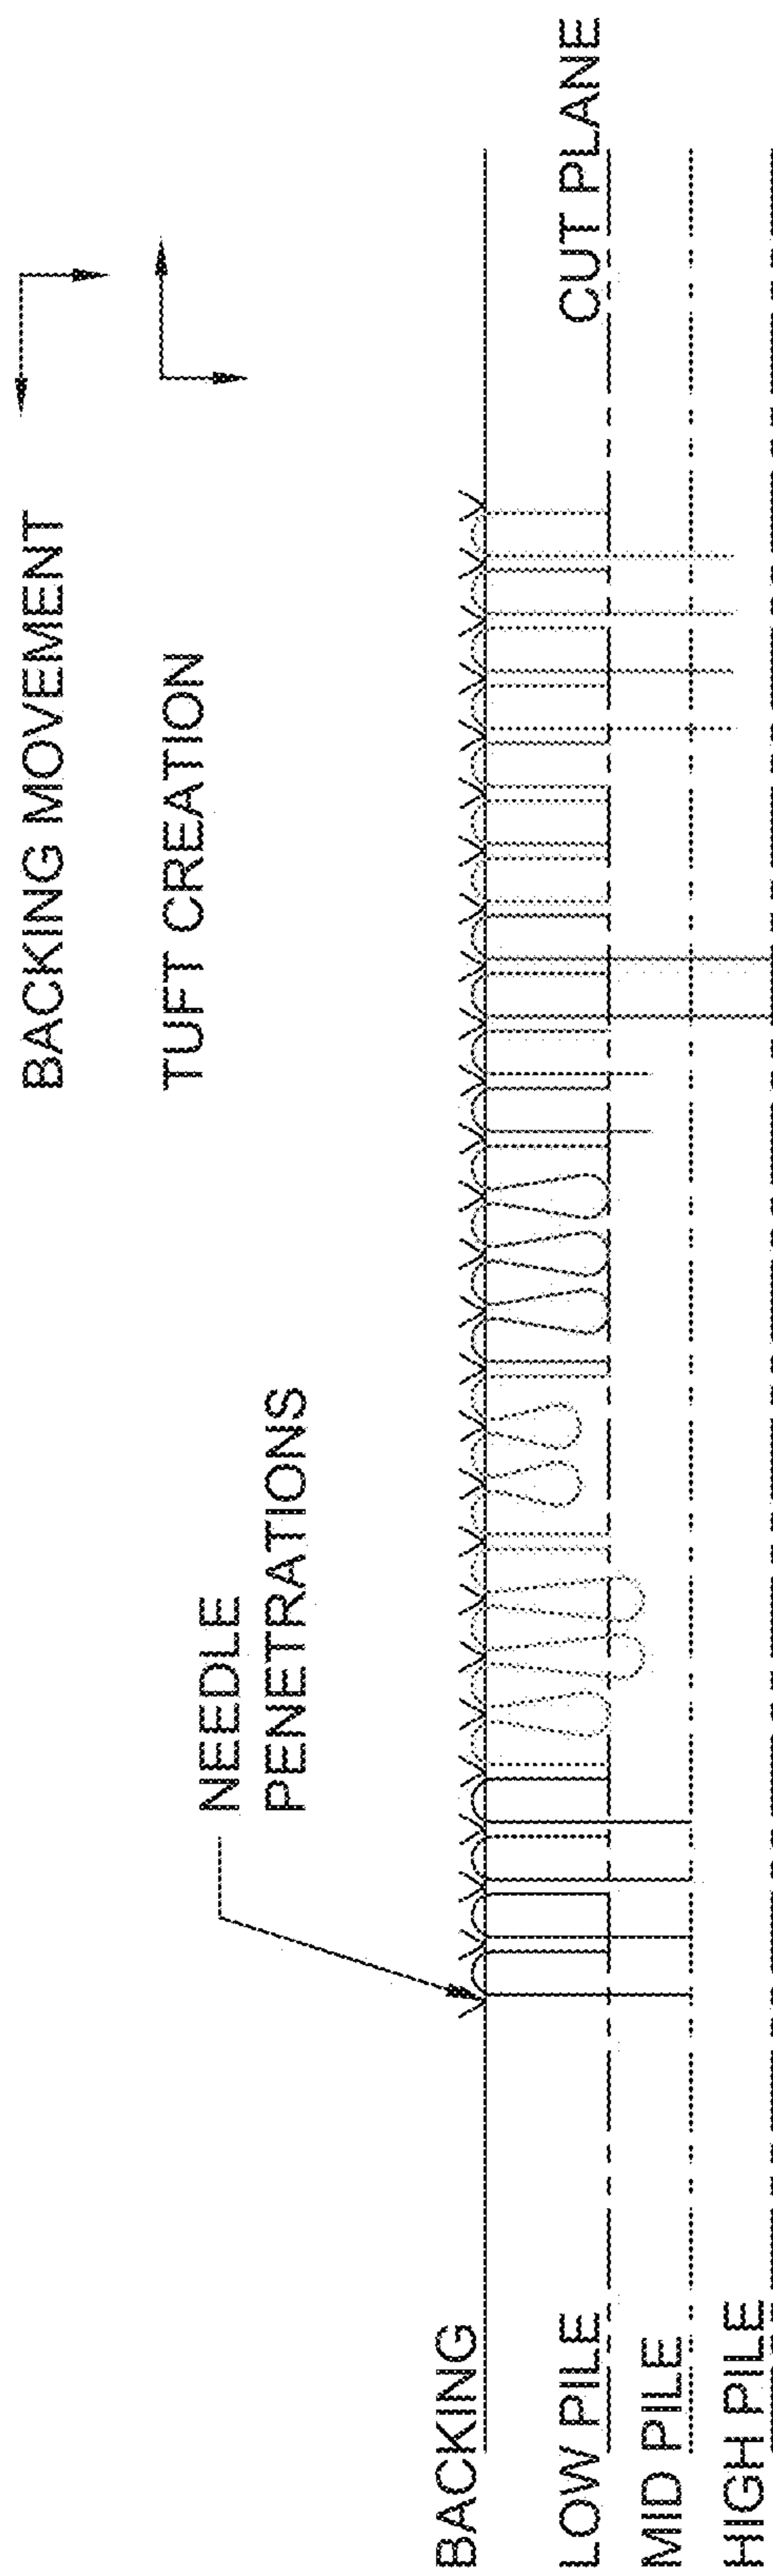 BACKING MOVEMENT
TUFT CREATION
NEEDLE
PENETRATIONS
BACKING
LOW PILE
CUT PLANE
MID PILE
HIGH PILE